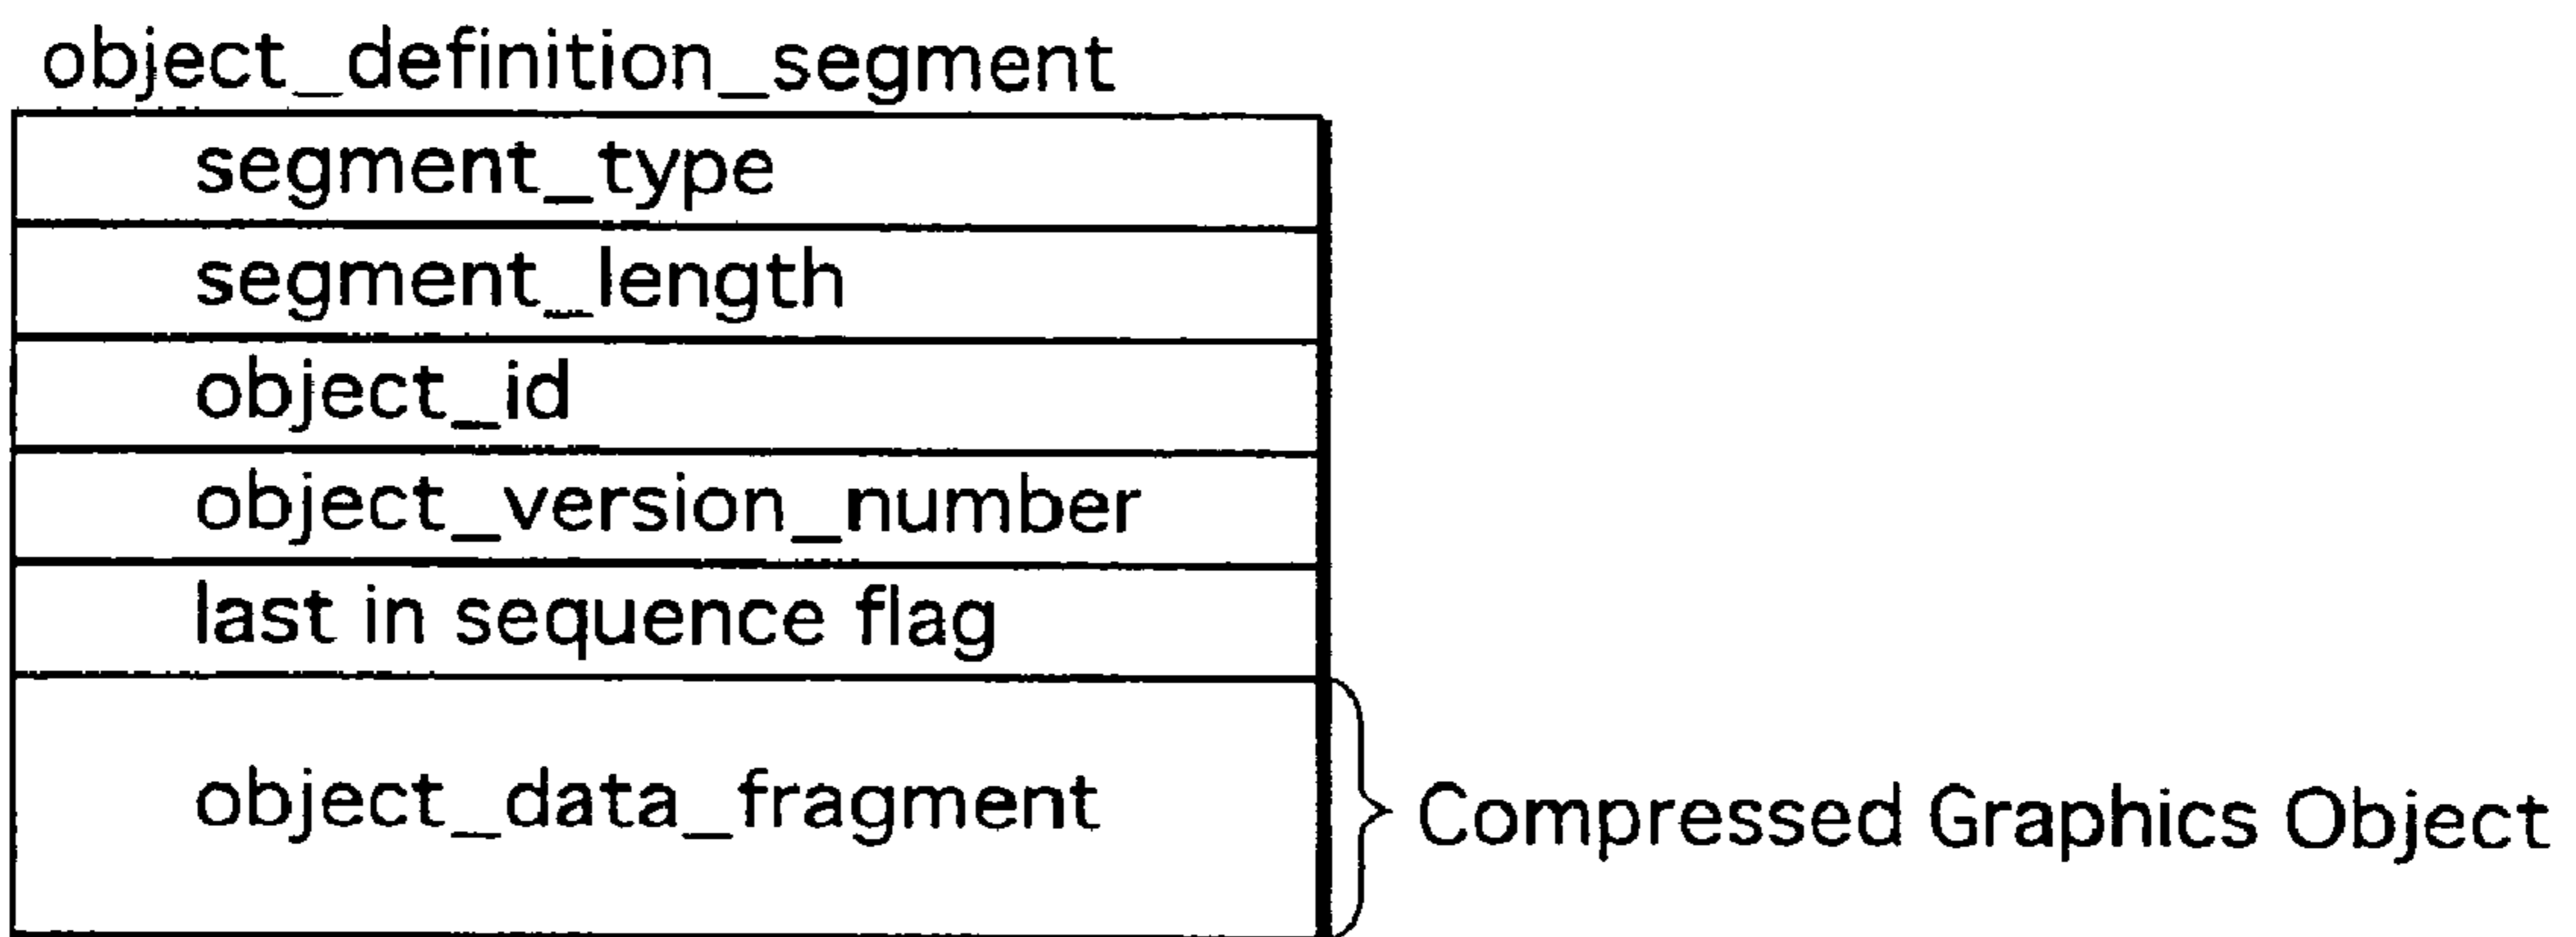 object_definition_segment
segment_type
segment_length
object_id
object_version_number
last in sequence flag
object_data_fragment
Compressed Graphics Object